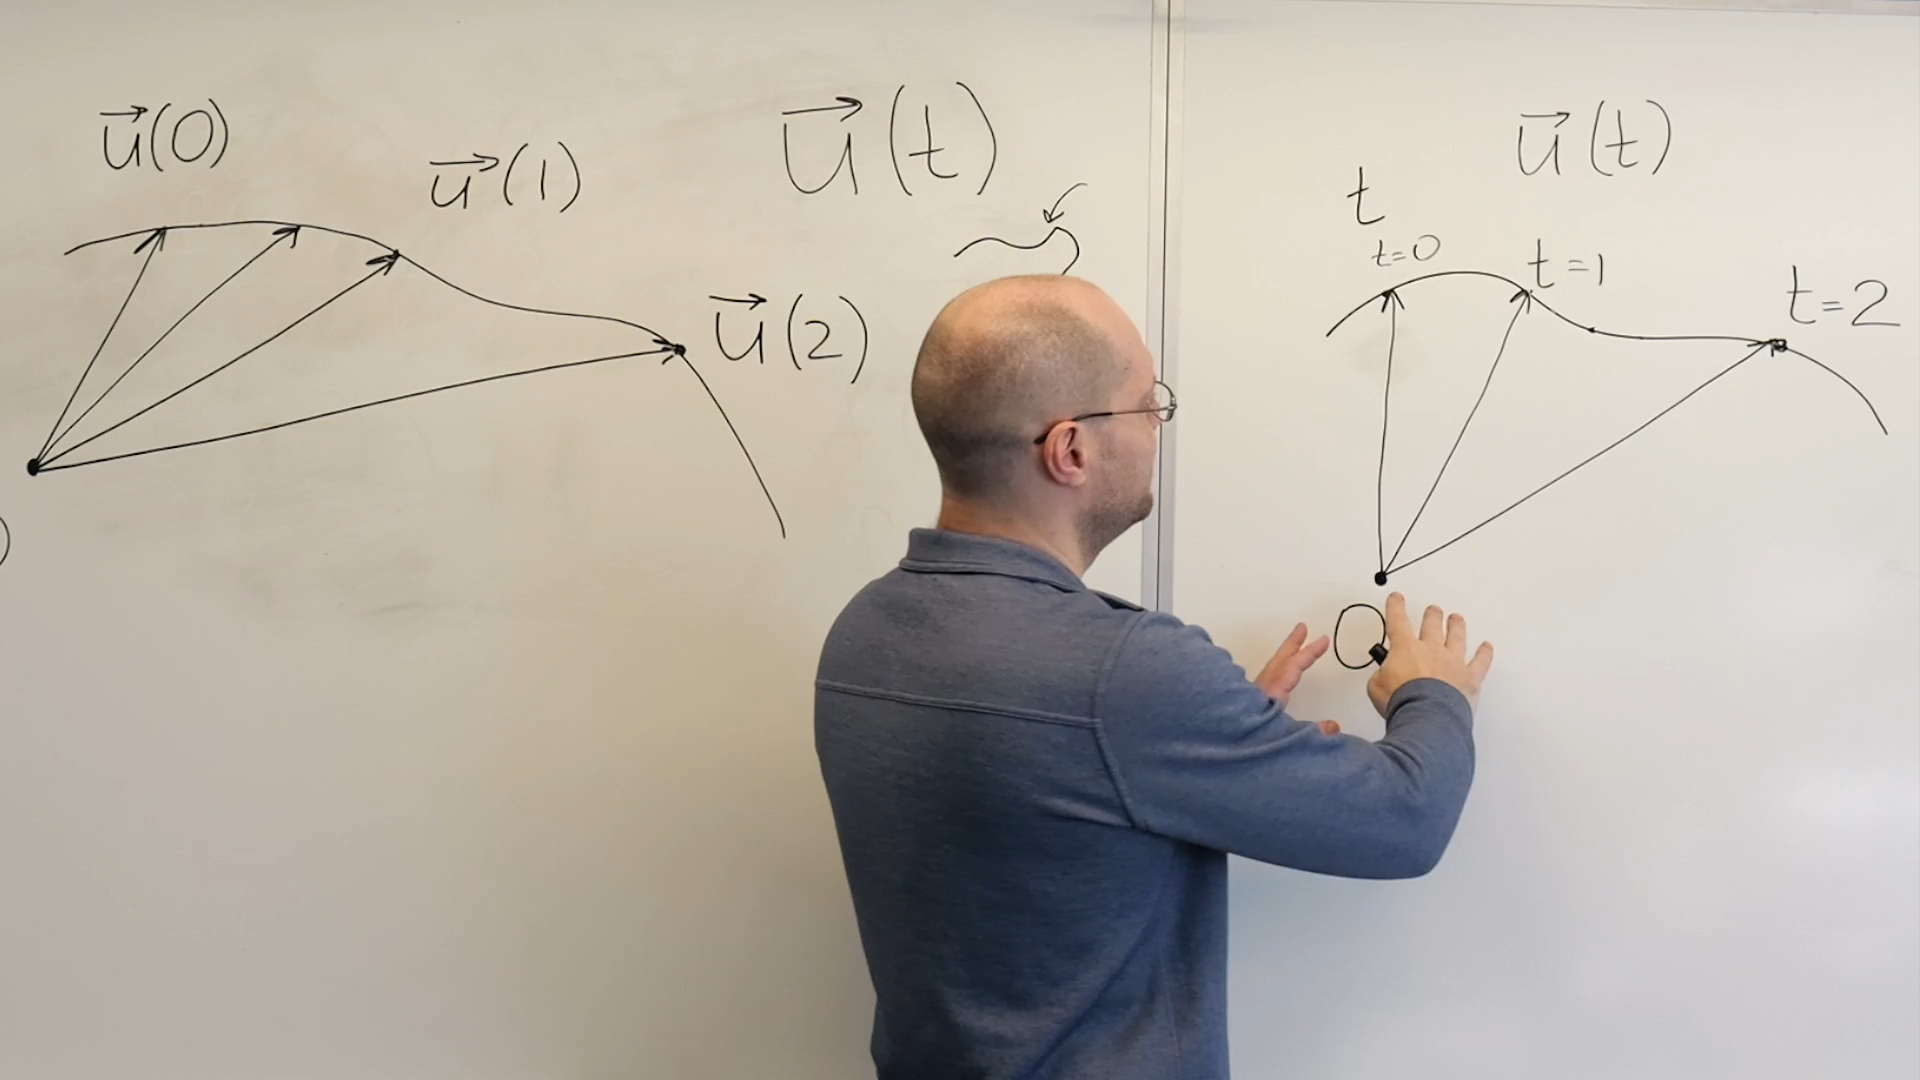 u⃗(0)
u⃗(1)
u⃗(t)
u⃗(2)
)
u⃗(t)
t
t=0
t=1
t=2
O